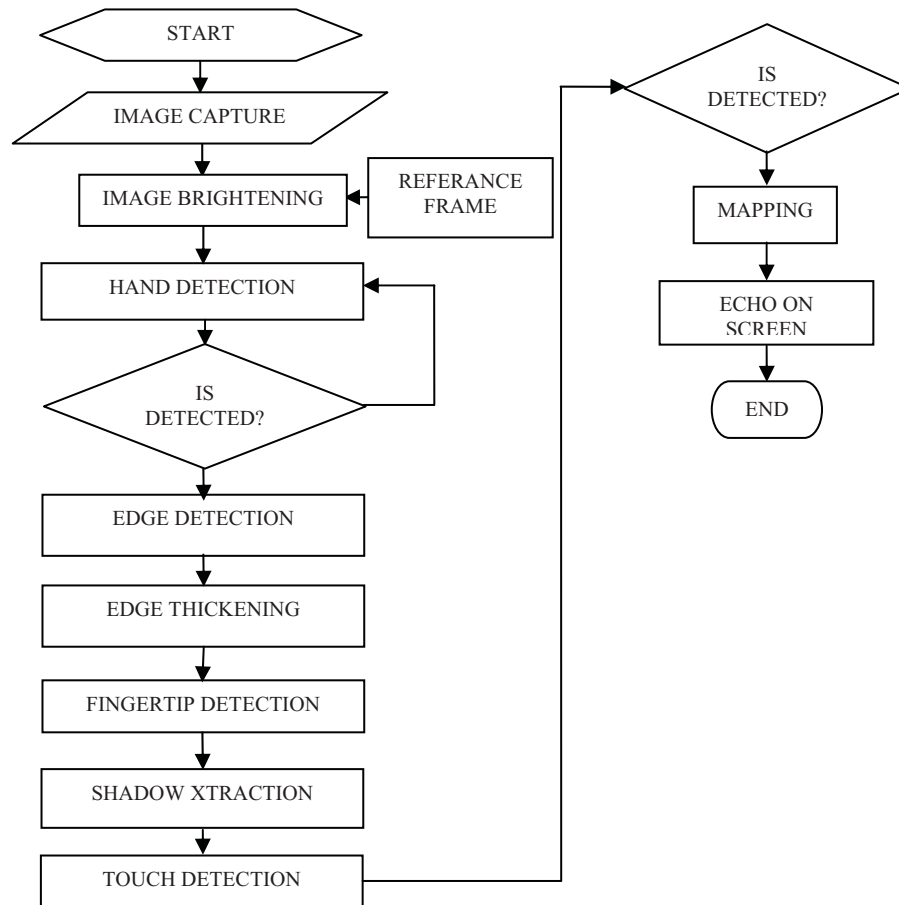 START
IMAGE CAPTURE
IMAGE BRIGHTENING
REFERANCE
FRAME
HAND DETECTION
IS
DETECTED?
EDGE DETECTION
EDGE THICKENING
FINGERTIP DETECTION
SHADOW XTRACTION
TOUCH DETECTION
IS
DETECTED?
MAPPING
ECHO ON
SCREEN
END